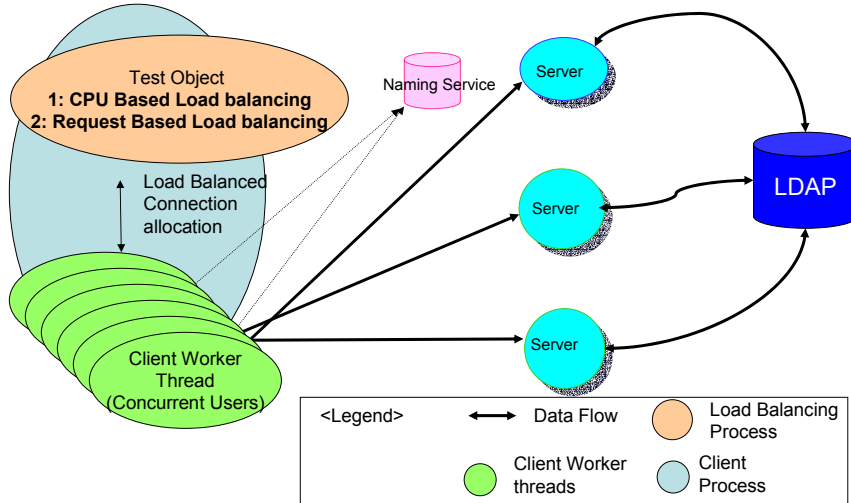 Test Object
1: CPU Based Load balancing
2: Request Based Load balancing
Naming Service
Server
LDAP
Load Balanced
Connection
allocation
Server
Server
Client Worker
Thread
(Concurrent Users)
<Legend>
Data Flow
Load Balancing
Process
Client Worker
threads
Client
Process